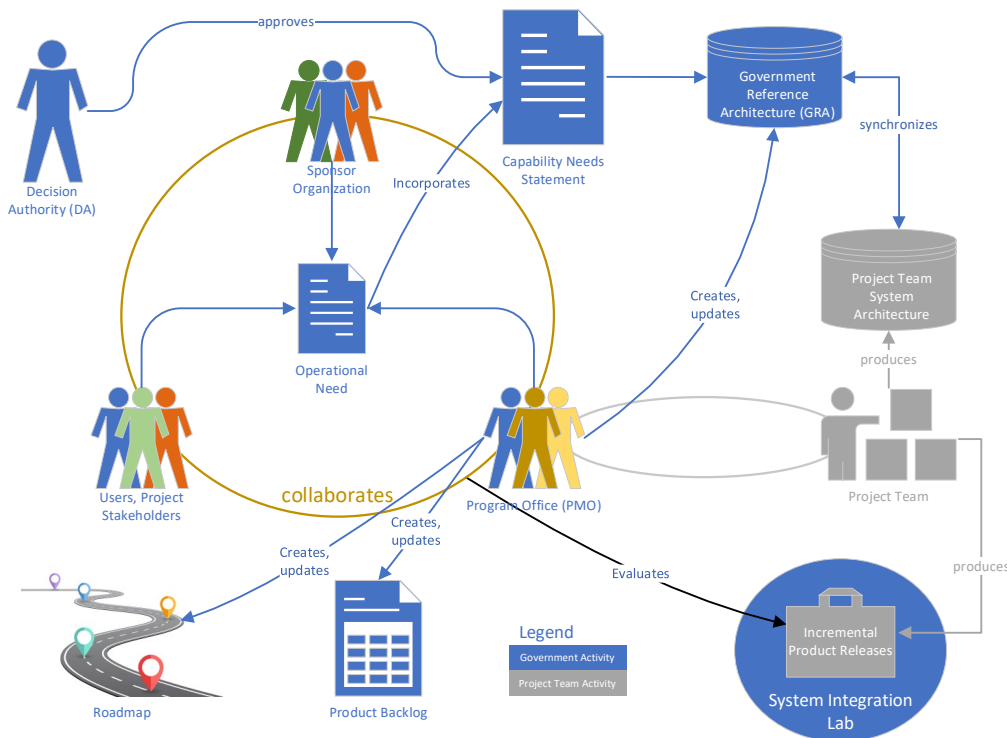 approves
Decision
Authority (DA)
Sponsor
Organization
Incorporates
Capability Needs
Statement
Government
Reference
Architecture (GRA)
synchronizes
Project Team
System
Architecture
Creates,
updates
produces
Operational
Need
Users, Project
Stakeholders
collaborates
Program Office (PMO)
Project Team
Creates,
updates
Creates,
updates
Evaluates
produces
Roadmap
Product Backlog
Legend
Government Activity
Project Team Activity
Incremental
Product Releases
System Integration
Lab